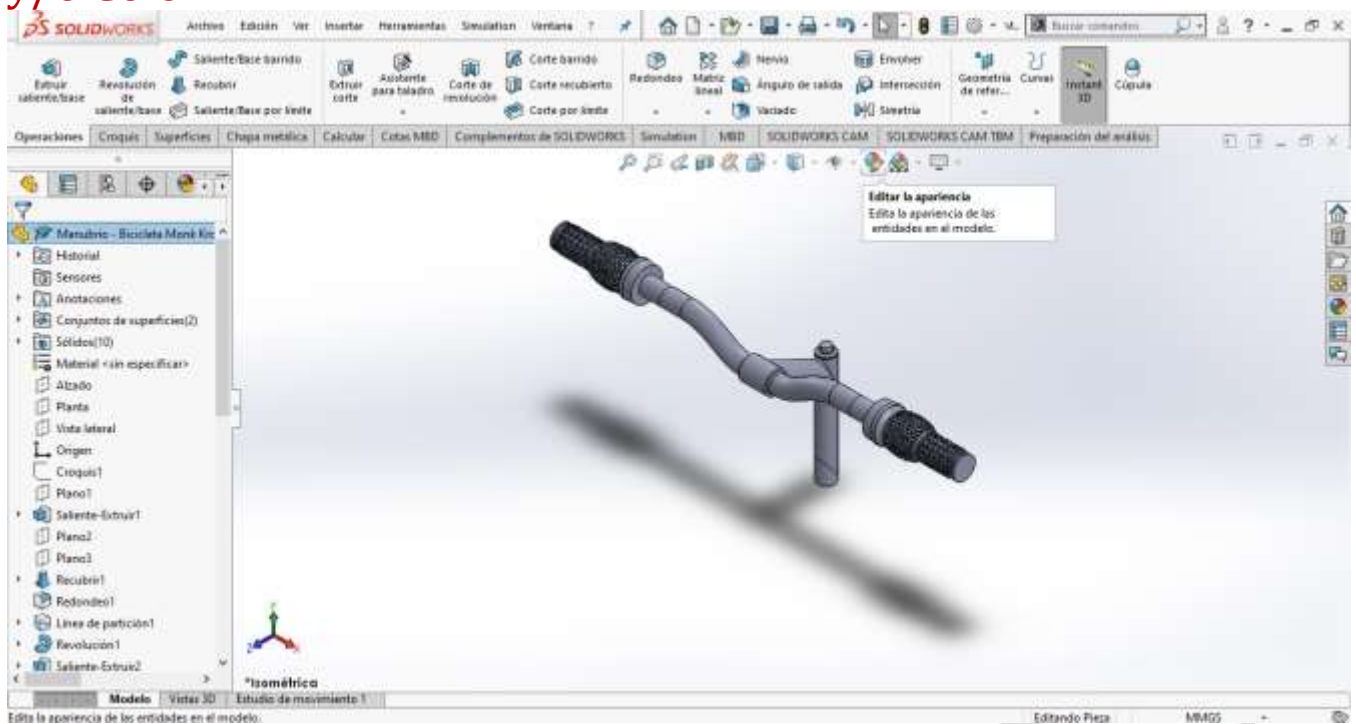 SOLIDWORKS
Archivo Edición Ver Insertar Herramientas Simulation Ventana ?
Buscar comandos
Extruir saliente/base
Revolución de saliente/base
Saliente/Base barrido
Recubrir
Saliente/Base por límite
Extruir corte
Asistente para taladro
Corte de revolución
Corte barrido
Corte recubierto
Corte por límite
Redondeo
Matriz lineal
Nervio
Ángulo de salida
Vaciado
Envolver
Intersección
Simetría
Geometría de refer...
Curvas
Instant 3D
Cúpula
Operaciones Croquis Superficies Chapa metálica Calcular Cotas MBD Complementos de SOLIDWORKS Simulation MBD SOLIDWORKS CAM SOLIDWORKS CAM TBM Preparación del análisis
Editar la apariencia
Edita la apariencia de las
entidades en el modelo.
Manubrio - Bicicleta Monk
Historial
Sensores
Anotaciones
Conjuntos de superficies(2)
Sólidos(10)
Material <sin especificar>
Alzado
Planta
Vista lateral
Origen
Croquis1
Plano1
Saliente-Extruir1
Plano2
Plano3
Recubrir1
Redondeo1
Línea de partición1
Revolución1
Saliente-Extruir2
*Isométrica
Modelo Vistas 3D Estudio de movimiento 1
Edita la apariencia de las entidades en el modelo.
Editando Pieza MMGS